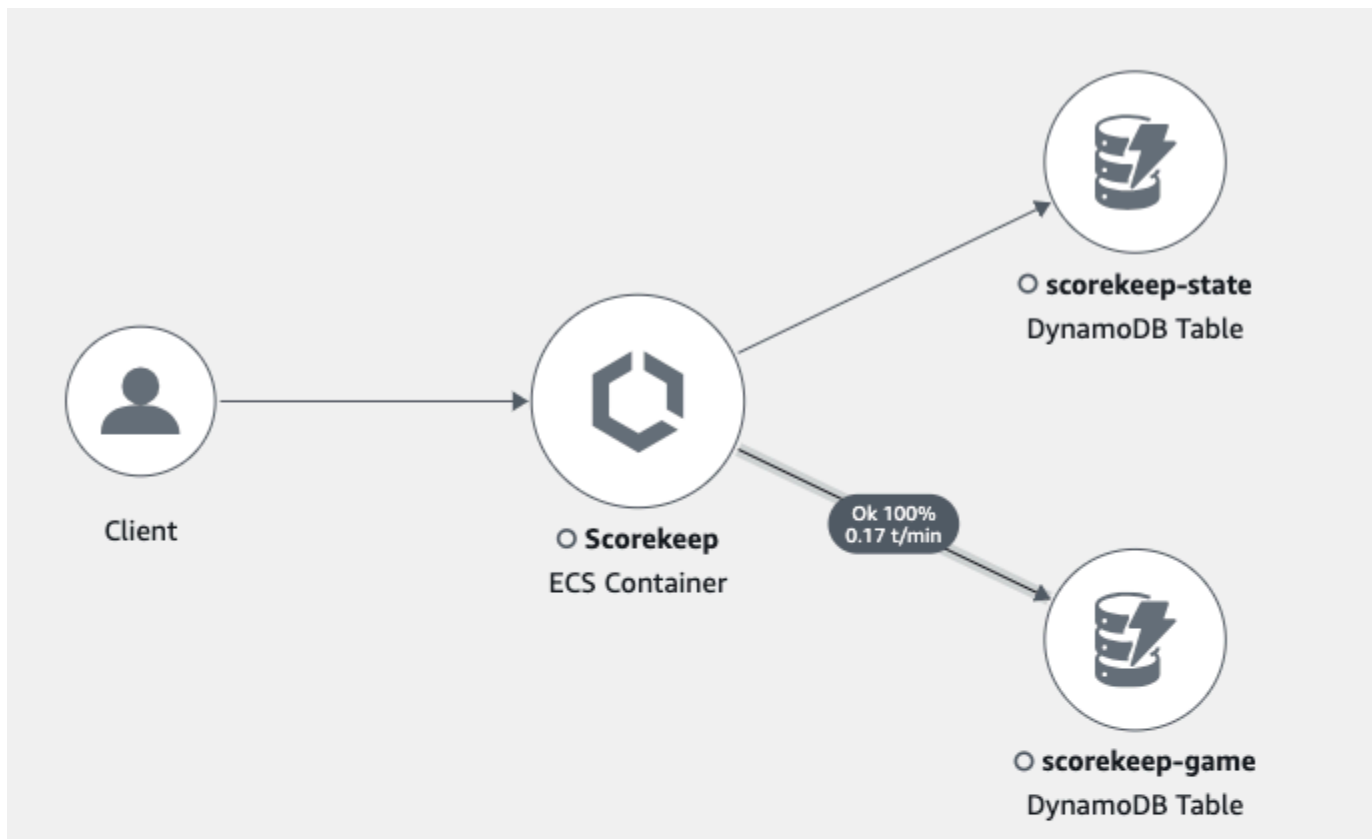 scorekeep-state
DynamoDB Table
Client
Scorekeep
ECS Container
Ok 100%
0.17 t/min
scorekeep-game
DynamoDB Table